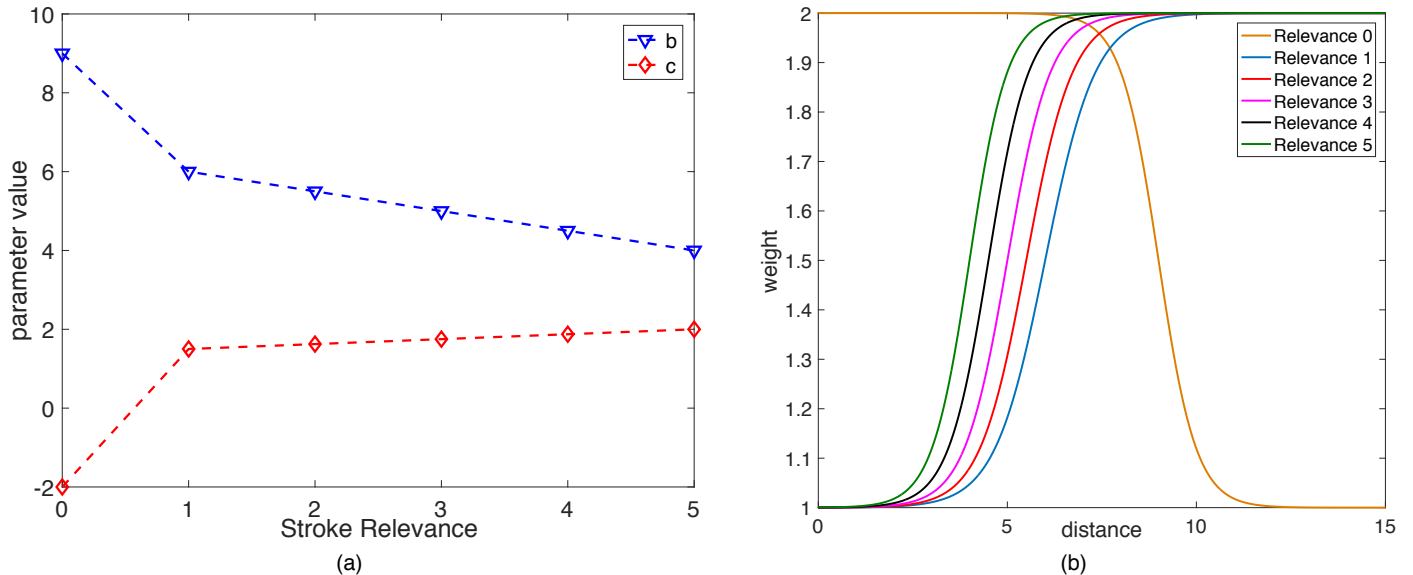 10
8
6
4
2
0
-2
0
1
2
3
4
5
parameter value
Stroke Relevance
b
c
(a)
2
1.9
1.8
1.7
1.6
1.5
1.4
1.3
1.2
1.1
1
0
5
10
15
weight
distance
Relevance 0
Relevance 1
Relevance 2
Relevance 3
Relevance 4
Relevance 5
(b)